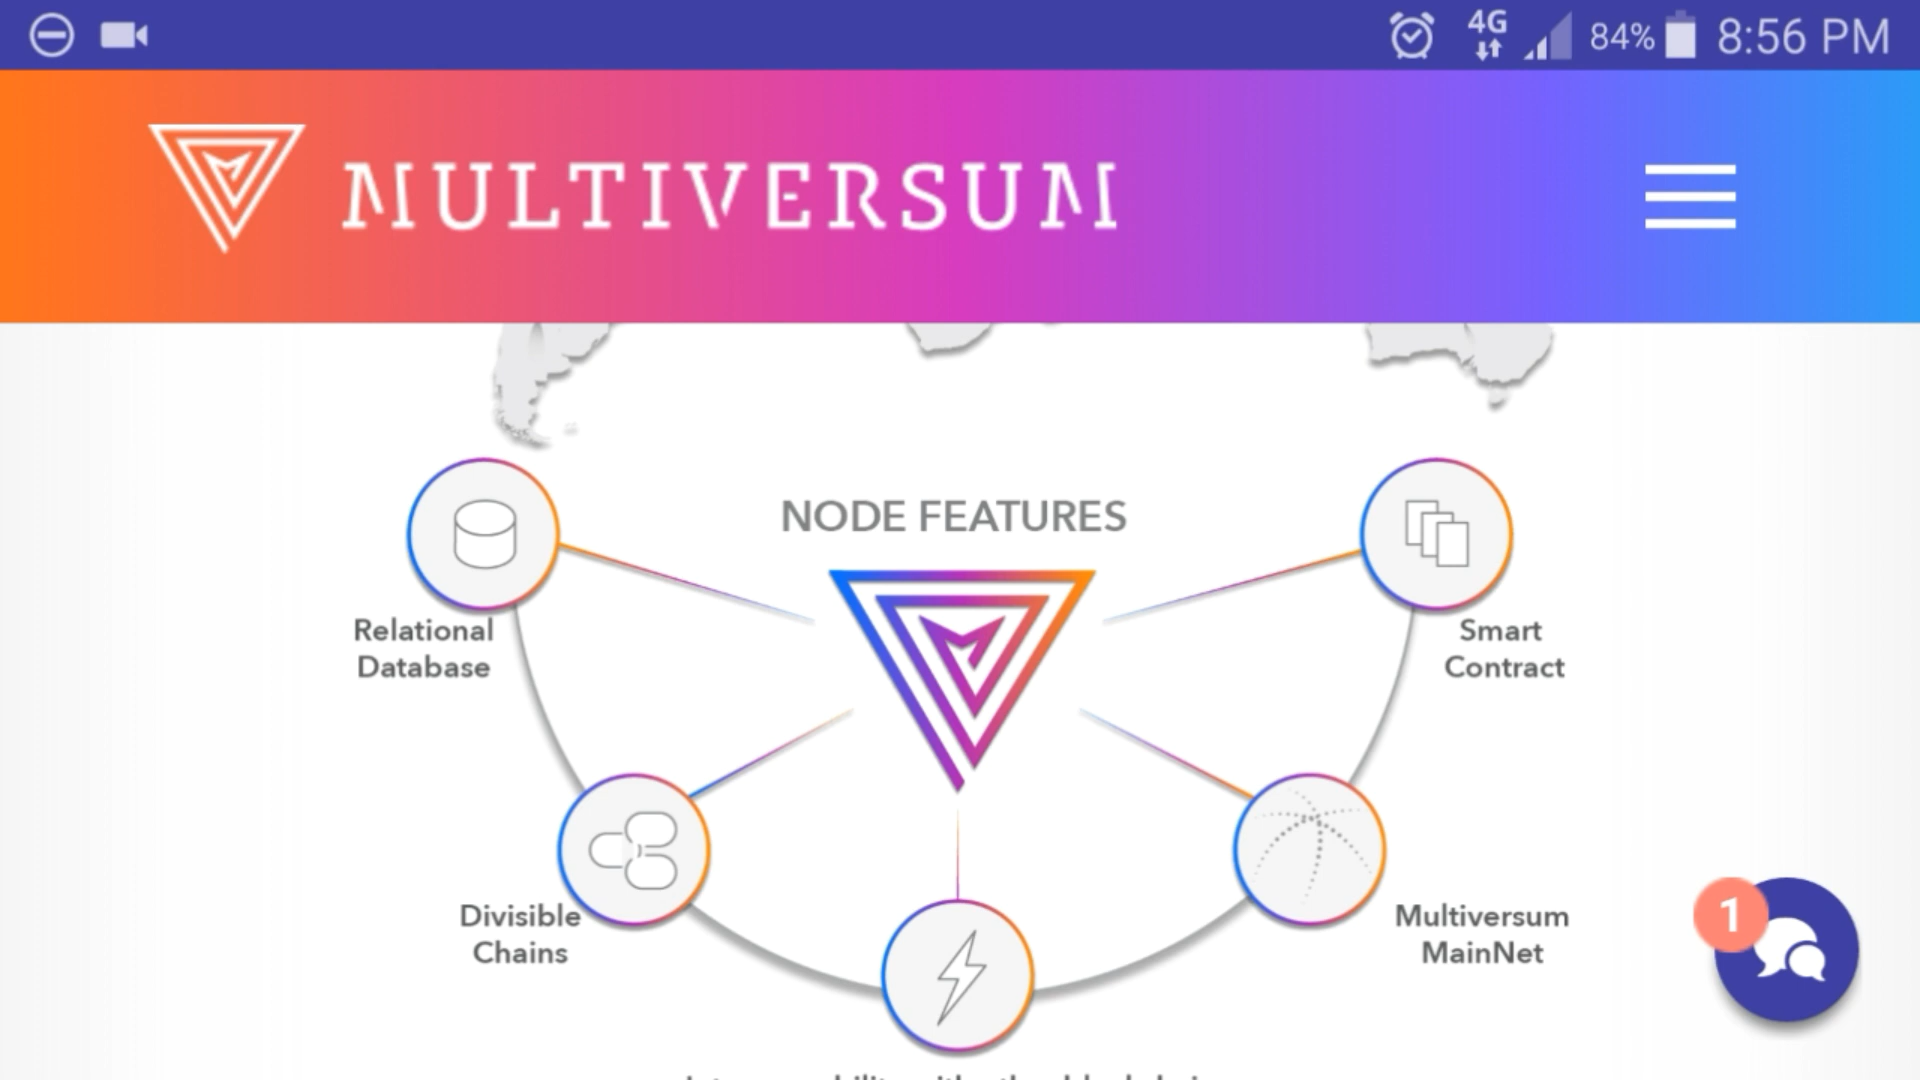 4G
84%
8:56 PM
MULTIVERSUM
NODE FEATURES
Relational
Database
Smart
Contract
Divisible
Chains
Multiversum
MainNet
1